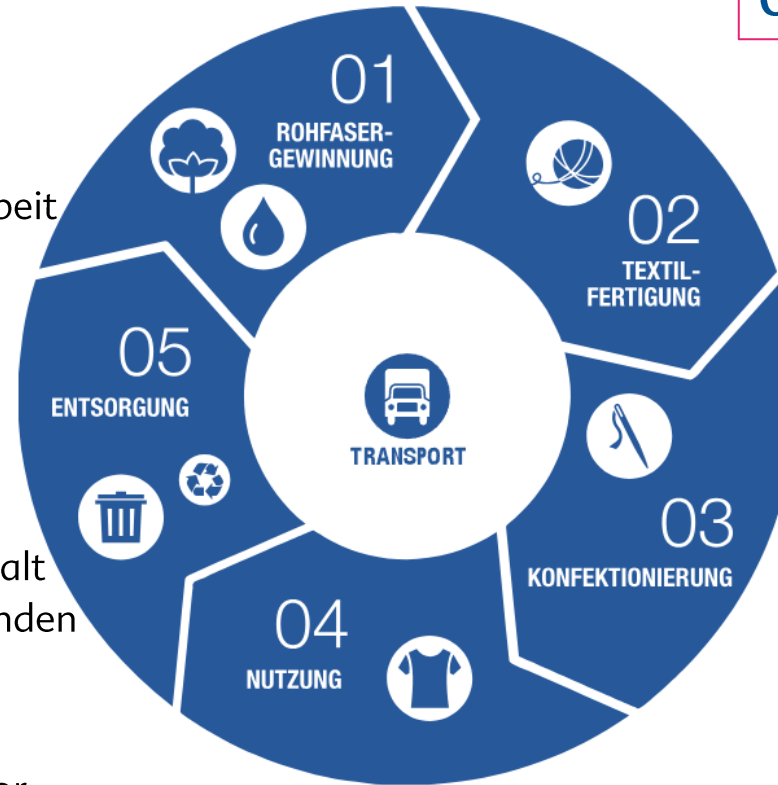 01
ROHFASER-
GEWINNUNG
02
TEXTIL-
FERTIGUNG
03
KONFEKTIONIERUNG
04
NUTZUNG
05
ENTSORGUNG
TRANSPORT